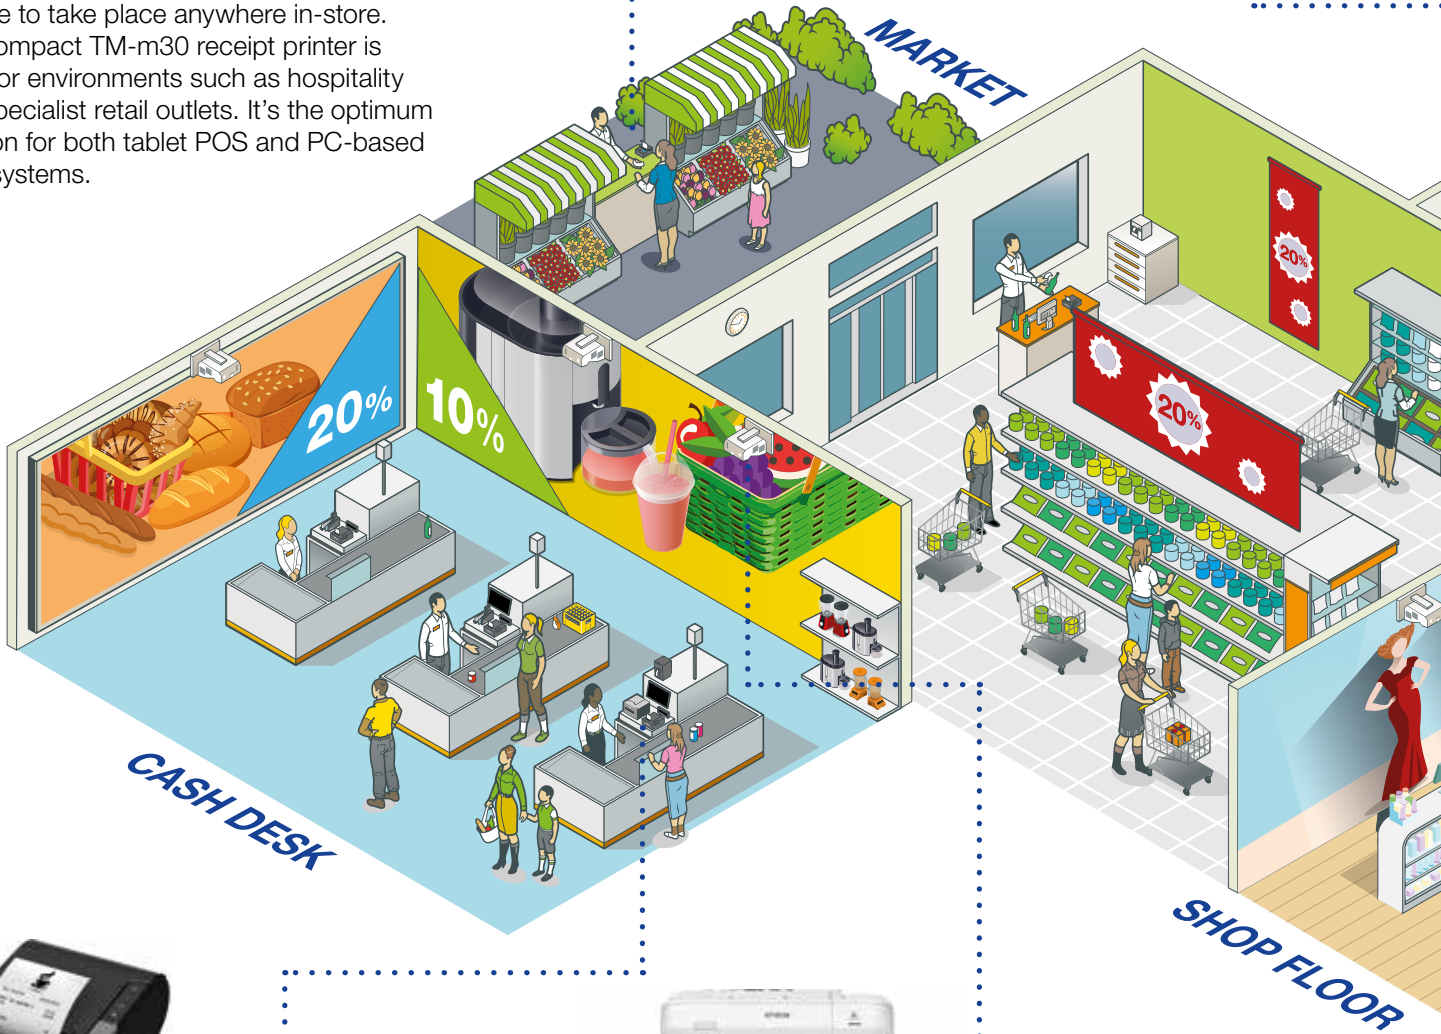 e to take place anywhere in-store.
ompact TM-m30 receipt printer is
or environments such as hospitality
pecialist retail outlets. It’s the optimum
on for both tablet POS and PC-based
systems.
MARKET
20%
20%
10%
20%
20%
CASH DESK
SHOP FLOOR
EPSON